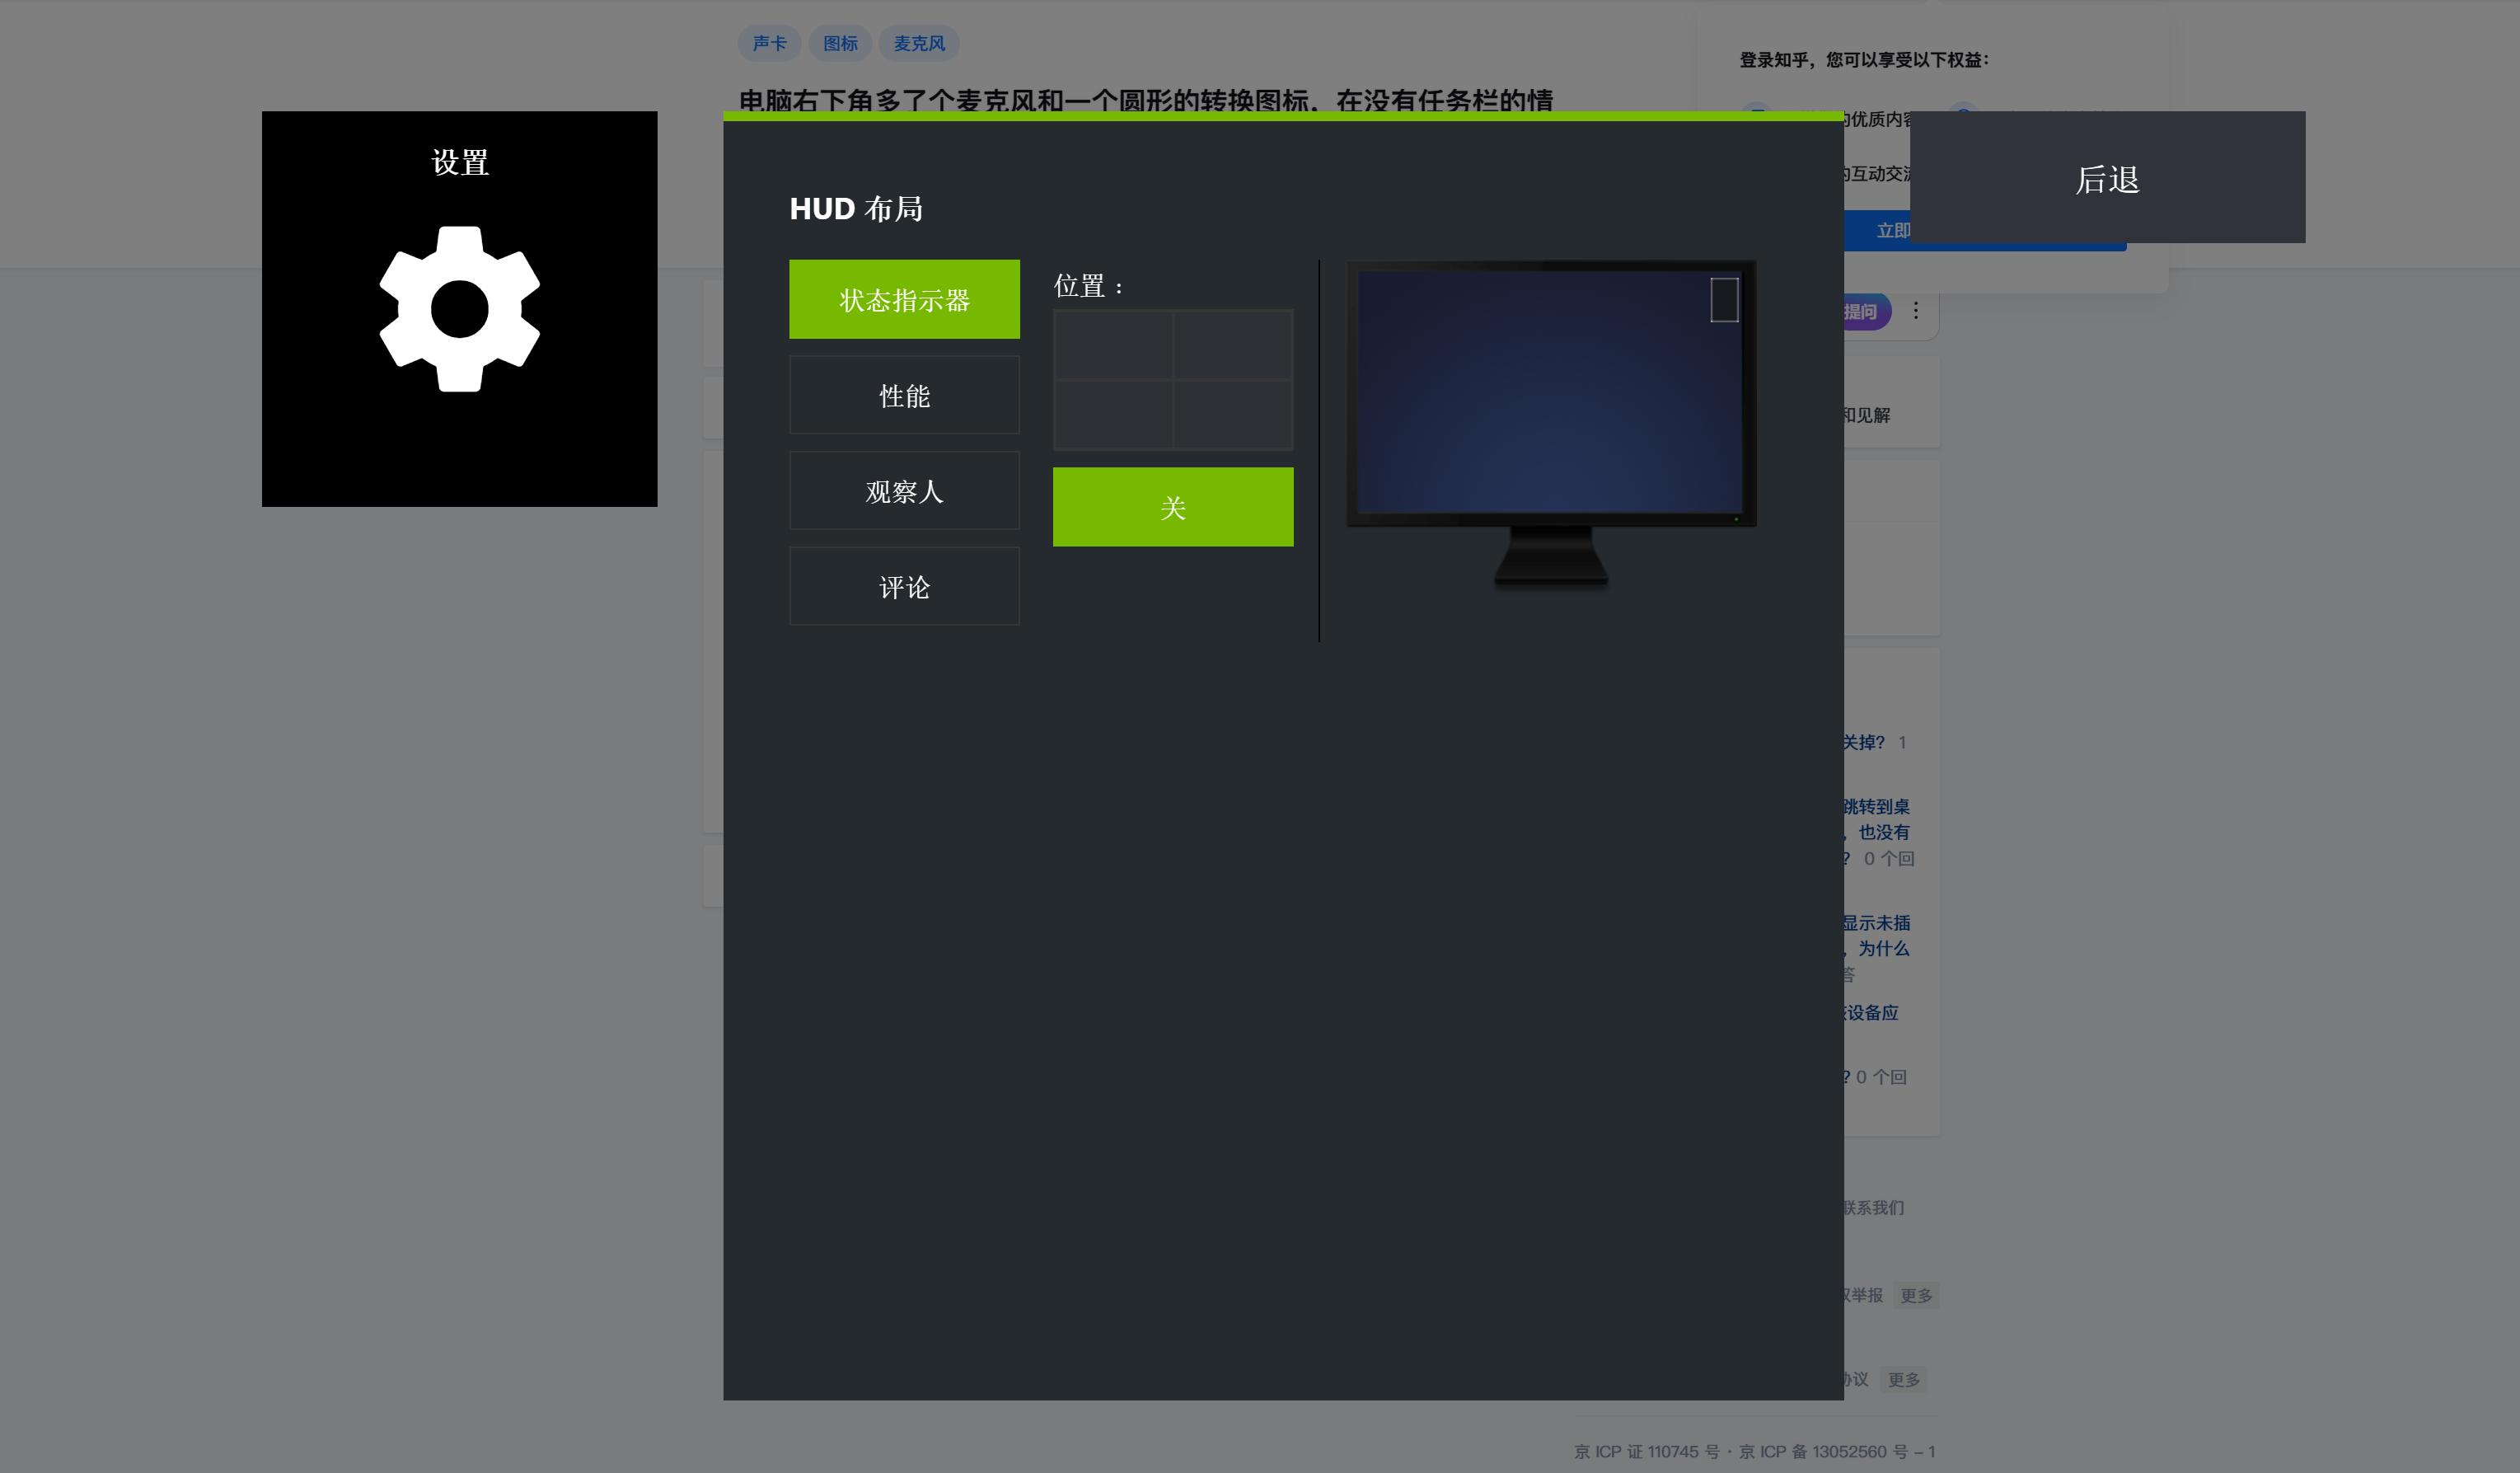 声卡 图标 麦克风
电脑右下角多了个麦克风和一个圆形的转换图标，在没有任务栏的情
登录知乎，您可以享受以下权益：
的优质内容
的互动交流
立即
设置
后退
HUD 布局
状态指示器
性能
观察人
评论
位置：
关
提问
和见解
关掉？ 1
跳转到桌
，也没有
？ 0 个回
显示未插
，为什么
答
设备应
？0 个回
联系我们
举报 更多
协议 更多
京 ICP 证 110745 号 · 京 ICP 备 13052560 号 - 1